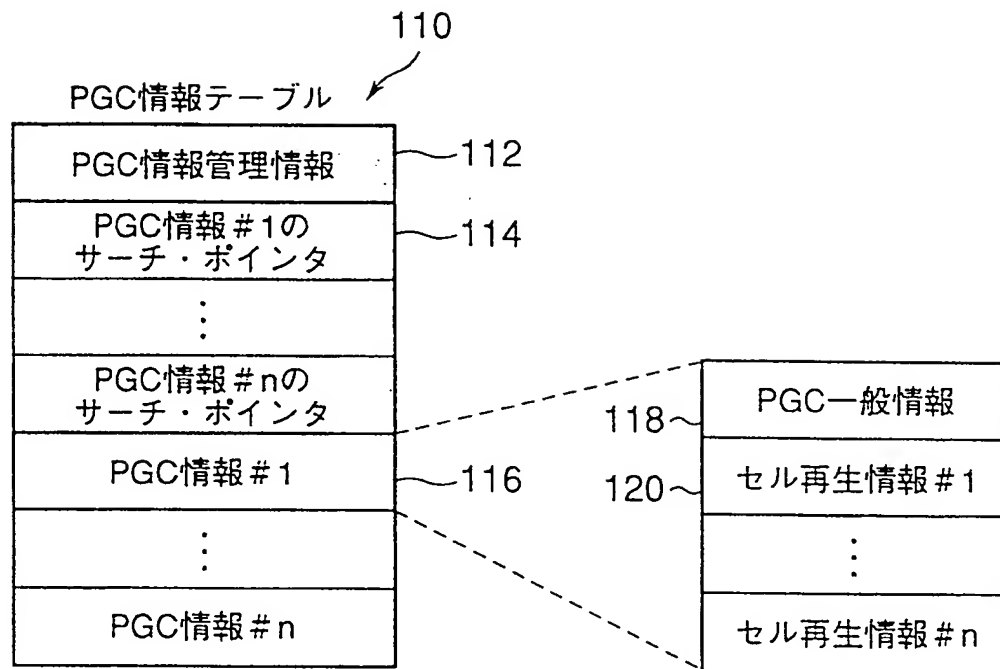 110
PGC情報テーブル
PGC情報管理情報
112
PGC情報#1の
サーチ・ポインタ
114
⋮
PGC情報#nの
サーチ・ポインタ
PGC情報#1
116
⋮
PGC情報#n
PGC一般情報
118
セル再生情報#1
120
⋮
セル再生情報#n